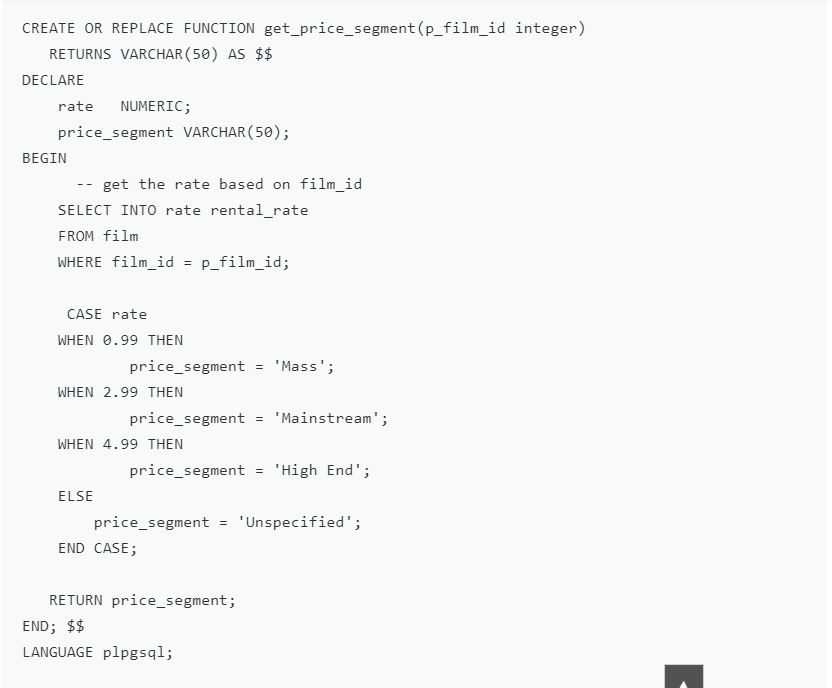 CREATE OR REPLACE FUNCTION get_price_segment(p_film_id integer)
   RETURNS VARCHAR(50) AS $$
DECLARE
    rate   NUMERIC;
    price_segment VARCHAR(50);
BEGIN
      -- get the rate based on film_id
    SELECT INTO rate rental_rate
    FROM film
    WHERE film_id = p_film_id;

     CASE rate
    WHEN 0.99 THEN
            price_segment = 'Mass';
    WHEN 2.99 THEN
            price_segment = 'Mainstream';
    WHEN 4.99 THEN
            price_segment = 'High End';
    ELSE
        price_segment = 'Unspecified';
    END CASE;

   RETURN price_segment;
END; $$
LANGUAGE plpgsql;